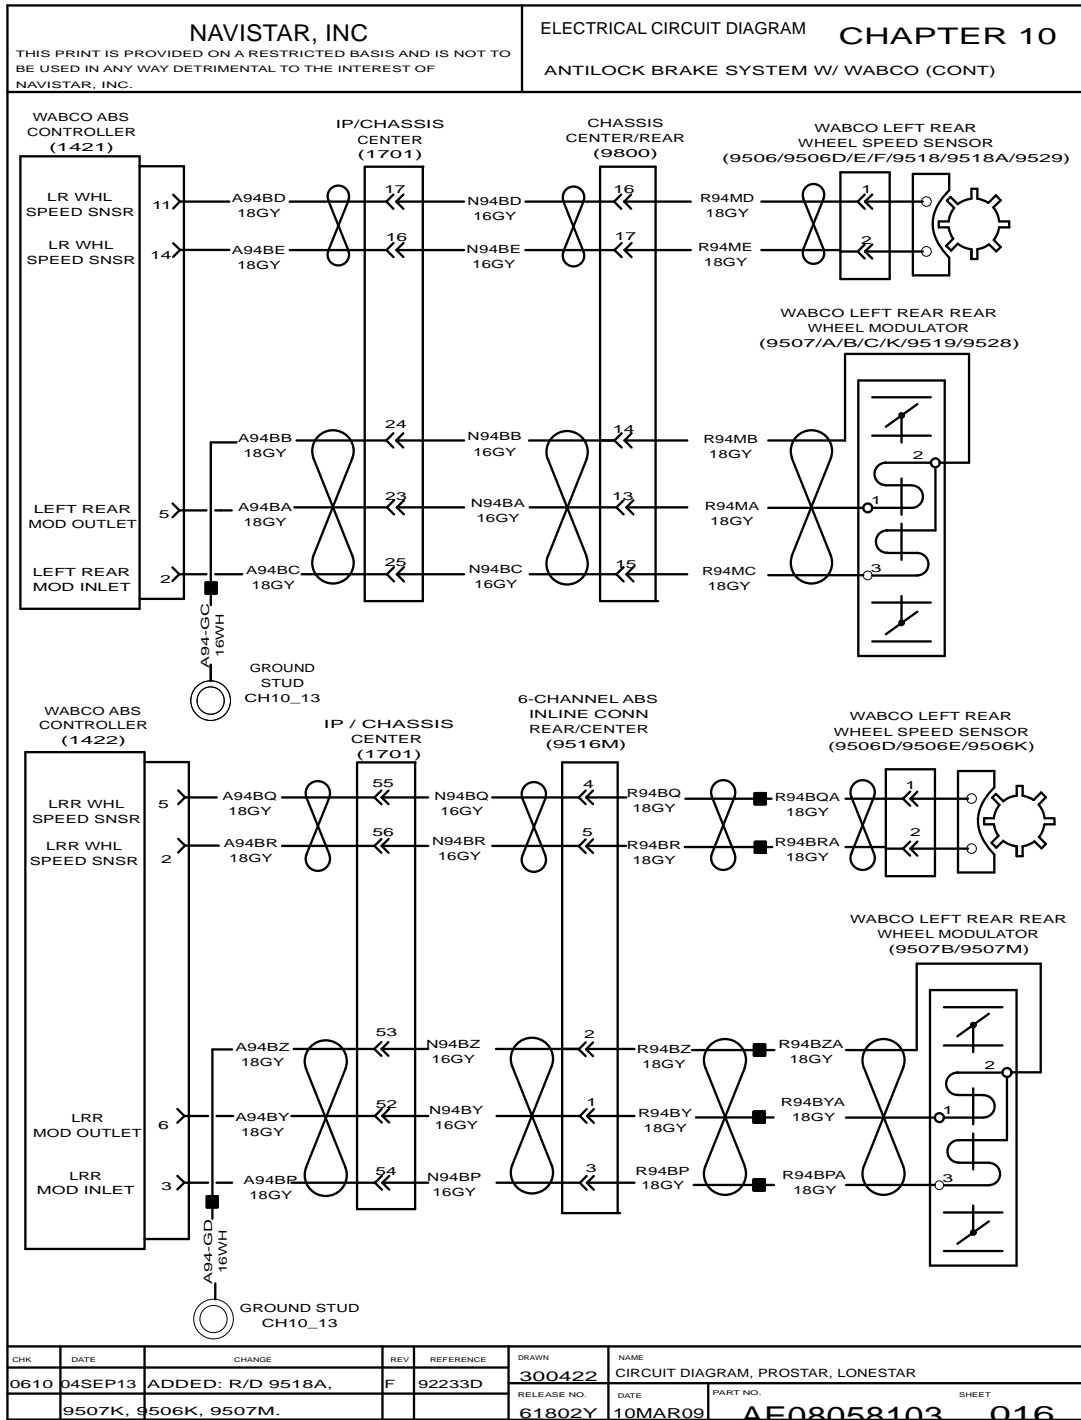 NAVISTAR, INC
THIS PRINT IS PROVIDED ON A RESTRICTED BASIS AND IS NOT TO
BE USED IN ANY WAY DETRIMENTAL TO THE INTEREST OF
NAVISTAR, INC.
ELECTRICAL CIRCUIT DIAGRAM
CHAPTER 10
ANTILOCK BRAKE SYSTEM W/ WABCO (CONT)
WABCO ABS
CONTROLLER
(1421)
IP/CHASSIS
CENTER
(1701)
CHASSIS
CENTER/REAR
(9800)
WABCO LEFT REAR
WHEEL SPEED SENSOR
(9506/9506D/E/F/9518/9518A/9529)
LR WHL
SPEED SNSR
11
A94BD
18GY
17
N94BD
16GY
16
R94MD
18GY
1
LR WHL
SPEED SNSR
14
A94BE
18GY
16
N94BE
16GY
17
R94ME
18GY
2
WABCO LEFT REAR REAR
WHEEL MODULATOR
(9507/A/B/C/K/9519/9528)
A94BB
18GY
24
N94BB
16GY
14
R94MB
18GY
2
LEFT REAR
MOD OUTLET
5
A94BA
18GY
23
N94BA
16GY
13
R94MA
18GY
1
LEFT REAR
MOD INLET
2
A94BC
18GY
25
N94BC
16GY
15
R94MC
18GY
3
A94-GC
16WH
GROUND
STUD
CH10_13
WABCO ABS
CONTROLLER
(1422)
IP / CHASSIS
CENTER
(1701)
6-CHANNEL ABS
INLINE CONN
REAR/CENTER
(9516M)
WABCO LEFT REAR
WHEEL SPEED SENSOR
(9506D/9506E/9506K)
LRR WHL
SPEED SNSR
5
A94BQ
18GY
55
N94BQ
16GY
4
R94BQ
18GY
R94BQA
18GY
1
LRR WHL
SPEED SNSR
2
A94BR
18GY
56
N94BR
16GY
5
R94BR
18GY
R94BRA
18GY
2
WABCO LEFT REAR REAR
WHEEL MODULATOR
(9507B/9507M)
A94BZ
18GY
53
N94BZ
16GY
2
R94BZ
18GY
R94BZA
18GY
2
LRR
MOD OUTLET
6
A94BY
18GY
52
N94BY
16GY
1
R94BY
18GY
R94BYA
18GY
1
LRR
MOD INLET
3
A94BP
18GY
54
N94BP
16GY
3
R94BP
18GY
R94BPA
18GY
3
A94-GD
16WH
GROUND STUD
CH10_13
CHK DATE CHANGE REV REFERENCE
0610 04SEP13 ADDED: R/D 9518A, F 92233D
9507K, 9506K, 9507M.
DRAWN
300422
NAME
CIRCUIT DIAGRAM, PROSTAR, LONESTAR
RELEASE NO.
61802Y
DATE
10MAR09
PART NO.
AE08058103
SHEET
016